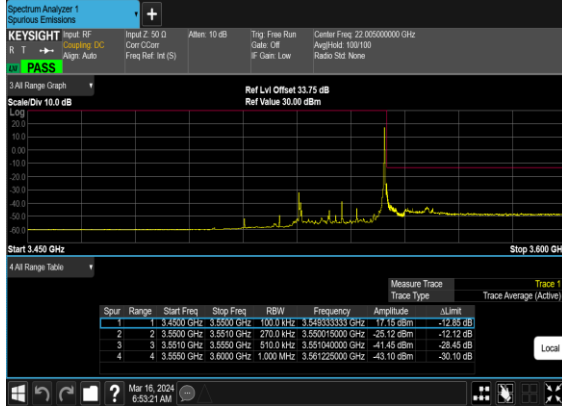 Spectrum Analyzer 1
Spurious Emissions
+
KEYSIGHT Input: RF Input Z: 50 Ω Atten: 10 dB Trig: Free Run Center Freq: 22.005000000 GHz
R T Coupling: DC Corr CCorr Gate: Off Avg|Hold: 100/100
Align: Auto Freq Ref: Int (S) IF Gain: Low Radio Std: None
PASS
3 All Range Graph
Ref Lvl Offset 33.75 dB
Scale/Div 10.0 dB Ref Value 30.00 dBm
Log
20.0
10.0
0.00
-10.0
-20.0
-30.0
-40.0
-50.0
-60.0
Start 3.450 GHz Stop 3.600 GH
4 All Range Table
Measure Trace Trace 1
Trace Type Trace Average (Active)
Spur Range Start Freq Stop Freq RBW Frequency Amplitude ΔLimit
1 1 3.4500 GHz 3.5500 GHz 100.0 kHz 3.549333333 GHz 17.15 dBm -12.85 dB
2 2 3.5500 GHz 3.5510 GHz 270.0 kHz 3.550015000 GHz -25.12 dBm -12.12 dB
3 3 3.5510 GHz 3.5550 GHz 510.0 kHz 3.551040000 GHz -41.45 dBm -28.45 dB
4 4 3.5550 GHz 3.6000 GHz 1.000 MHz 3.561225000 GHz -43.10 dBm -30.10 dB
Local
? Mar 16, 2024
6:53:21 AM